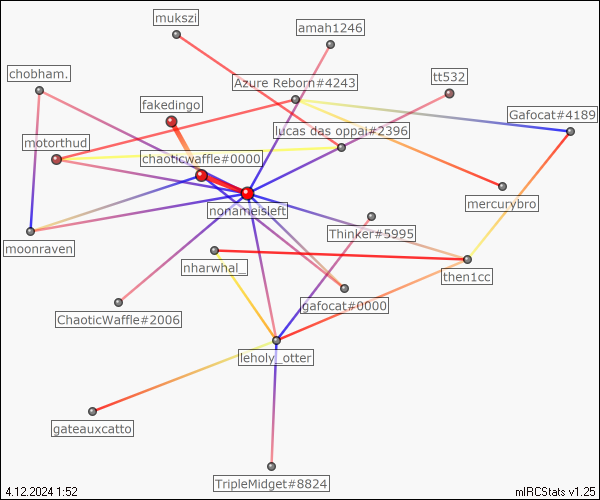 mukszi
amah1246
chobham.
Azure Reborn#4243
tt532
fakedingo
Gafocat#4189
lucas das oppai#2396
motorthud
chaoticwaffle#0000
mercurybro
nonameisleft
Thinker#5995
moonraven
nharwhal_
then1cc
gafocat#0000
ChaoticWaffle#2006
leholy_otter
gateauxcatto
TripleMidget#8824
4.12.2024 1:52
mIRCStats v1.25